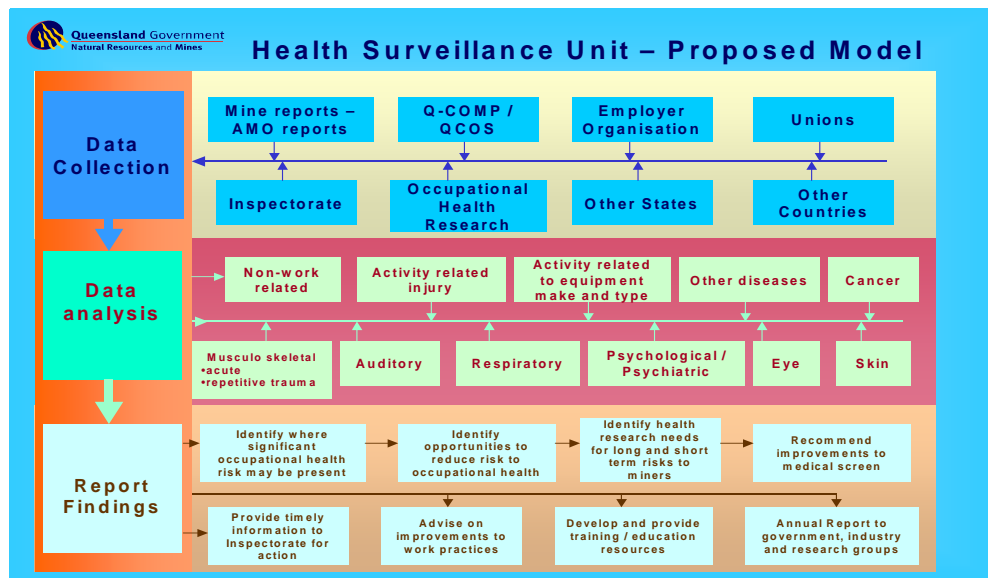 Queensland Government
Natural Resources and Mines
Health Surveillance Unit – Proposed Model
Data
Collection
Mine reports –
AMO reports
Q-COMP /
QCOS
Employer
Organisation
Unions
Inspectorate
Occupational
Health
Research
Other States
Other
Countries
Data
analysis
Non-work
related
Activity related
injury
Activity related
to equipment
make and type
Other diseases
Cancer
Musculo skeletal
•acute
•repetitive trauma
Auditory
Respiratory
Psychological /
Psychiatric
Eye
Skin
Report
Findings
Identify where
significant
occupational health
risk may be present
Identify
opportunities to
reduce risk to
occupational health
Identify health
research needs
for long and short
term risks to
miners
Recommend
improvements to
medical screen
Provide timely
information to
Inspectorate for
action
Advise on
improvements to
work practices
Develop and provide
training / education
resources
Annual Report to
government, industry
and research groups